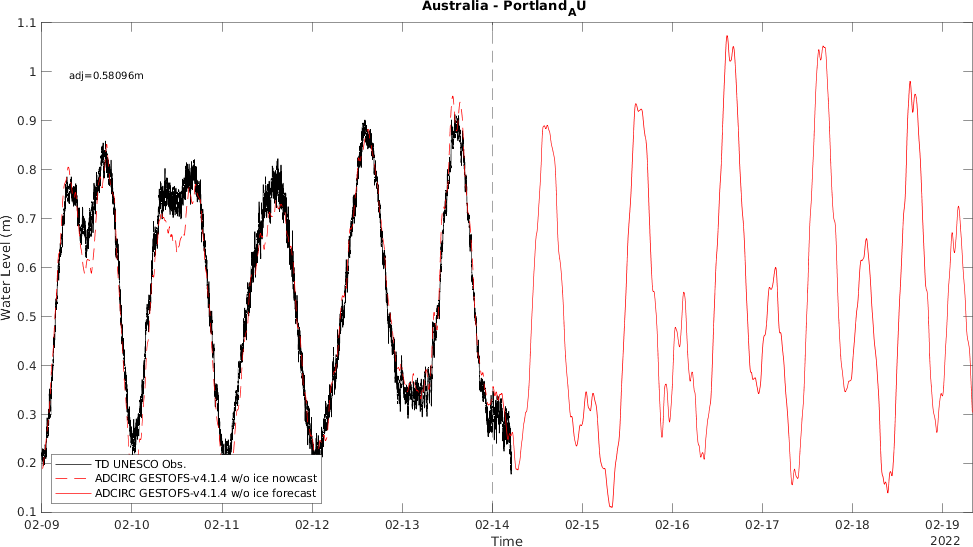 Australia - Portland_AU
1.1
1
adj=0.58096m
0.9
0.8
0.7
0.6
0.5
0.4
0.3
0.2
0.1
Water Level (m)
TD UNESCO Obs.
ADCIRC GESTOFS-v4.1.4 w/o ice nowcast
ADCIRC GESTOFS-v4.1.4 w/o ice forecast
02-09 02-10 02-11 02-12 02-13 02-14 02-15 02-16 02-17 02-18 02-19
Time
2022